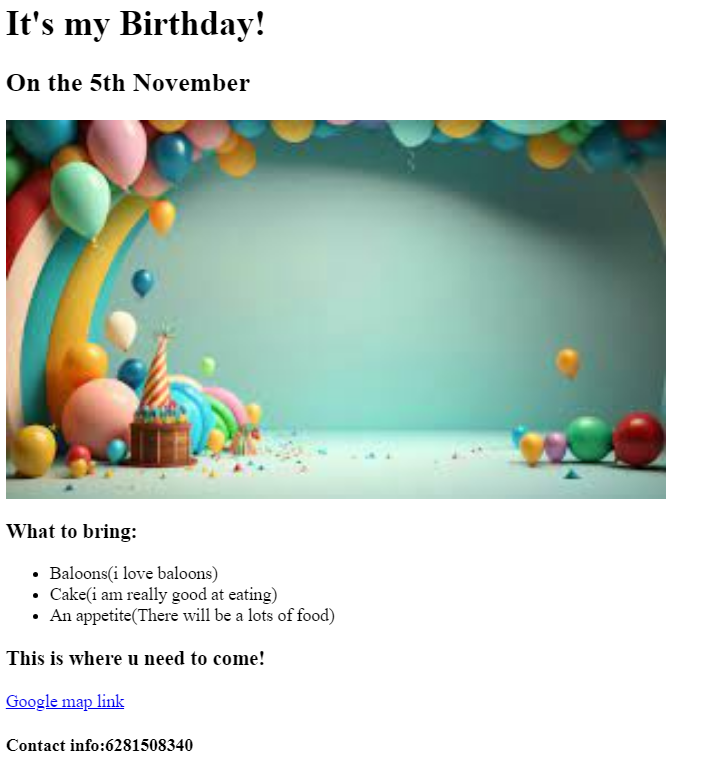 It's my Birthday!
On the 5th November
What to bring:
Baloons(i love baloons)
Cake(i am really good at eating)
An appetite(There will be a lots of food)
This is where u need to come!
Google map link
Contact info:6281508340